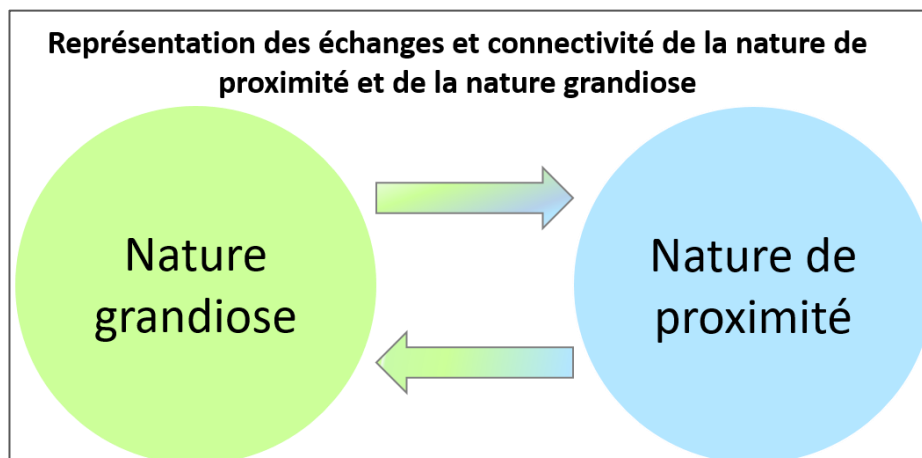 Représentation des échanges et connectivité de la nature de
proximité et de la nature grandiose
Nature
grandiose
Nature de
proximité